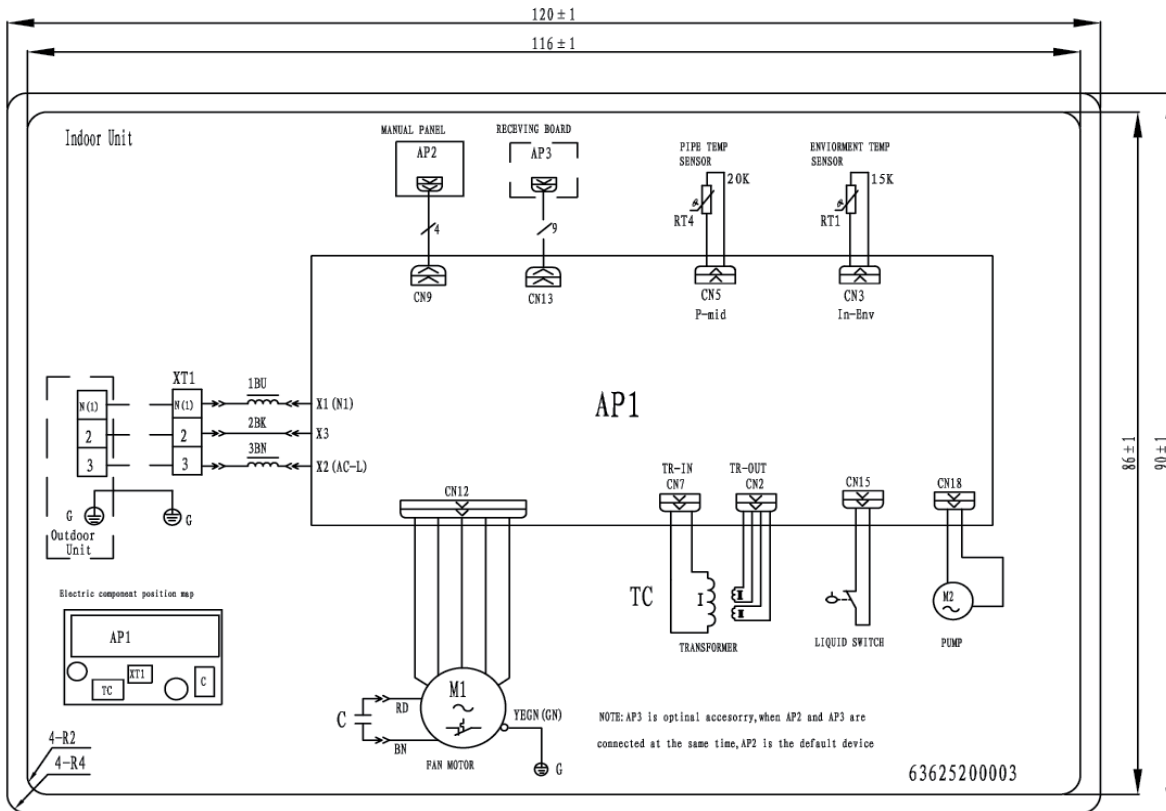 120±1
116±1
Indoor Unit
MANUAL PANEL
AP2
RECEVING BOARD
AP3
PIPE TEMP
SENSOR
20K
RT4
ENVIORMENT TEMP
SENSOR
15K
RT1
4
9
CN9
CN13
CN5
P-mid
CN3
In-Env
XT1
N(1)
2
3
N(1)
2
3
1BU
2BK
3BN
X1(N1)
X3
X2(AC-L)
AP1
G
G
Outdoor
Unit
CN12
TR-IN
CN7
TR-OUT
CN2
CN15
CN18
86±1
90±1
TC
TRANSFORMER
LIQUID SWITCH
M2
PUMP
Electric component position map
AP1
XT1
TC
C
C
RD
BN
M1
YEGN(GN)
G
FAN MOTOR
NOTE:AP3 is optinal accesorry,when AP2 and AP3 are
connected at the same time,AP2 is the default device
4-R2
4-R4
63625200003